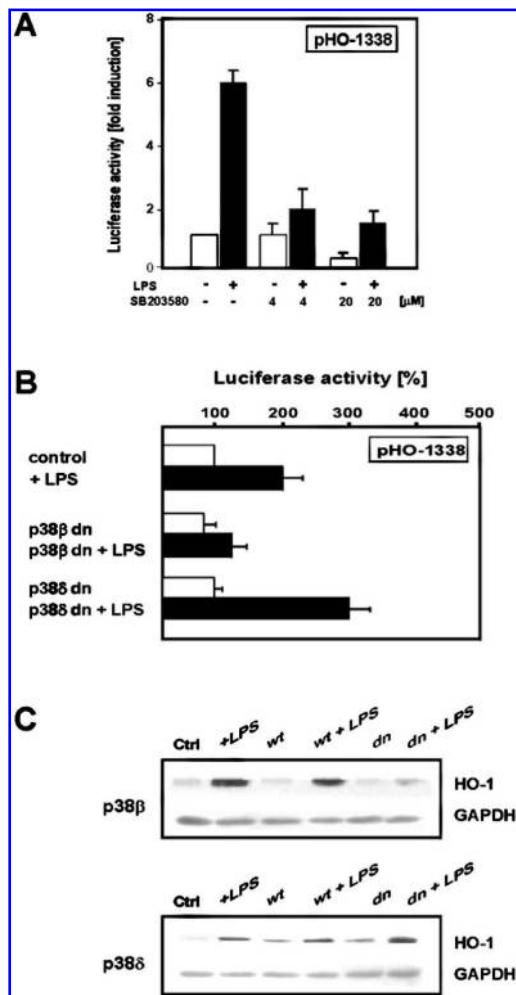 A
pHO-1338
Luciferase activity [fold induction]
8
6
4
2
0
LPS - + - + - +
SB203580 - - 4 4 20 20 [µM]
B
Luciferase activity [%]
100 200 300 400 500
pHO-1338
control
+ LPS
p38β dn
p38β dn + LPS
p38δ dn
p38δ dn + LPS
C
Ctrl +LPS wt wt + LPS dn dn + LPS
p38β
HO-1
GAPDH
Ctrl +LPS wt wt + LPS dn dn + LPS
p38δ
HO-1
GAPDH